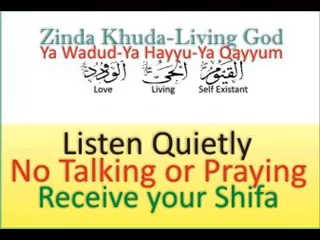 Zinda Khuda-Living God
Ya Wadud-Ya Hayyu-Ya Qayyum
الودود الحي القيوم
Love Living Self Existant
Listen Quietly
No Talking or Praying
Receive your Shifa